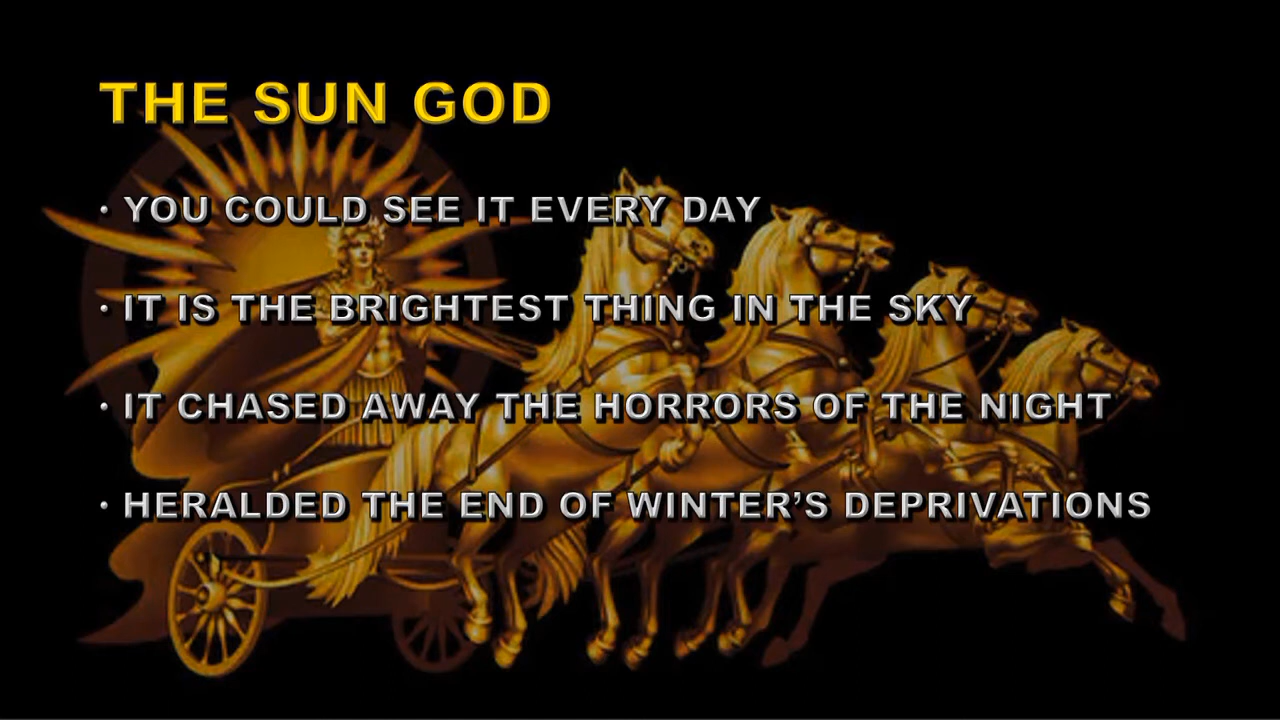 THE SUN GOD
• YOU COULD SEE IT EVERY DAY
• IT IS THE BRIGHTEST THING IN THE SKY
• IT CHASED AWAY THE HORRORS OF THE NIGHT
• HERALDED THE END OF WINTER’S DEPRIVATIONS